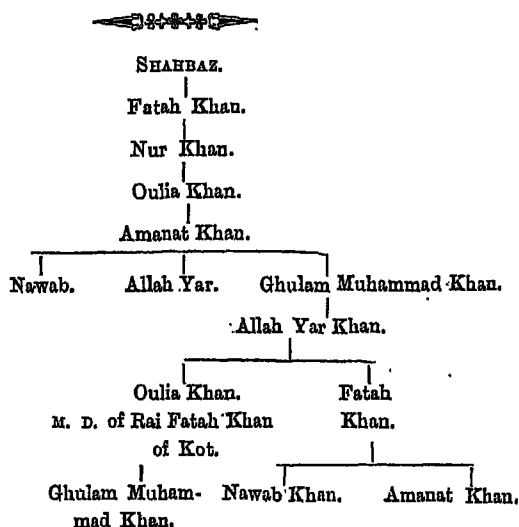 SHAHBAZ.
Fatah Khan.
Nur Khan.
Oulia Khan.
Amanat Khan.
Nawab. Allah Yar. Ghulam Muhammad Khan.
Allah Yar Khan.
Oulia Khan. Fatah
M. D. of Rai Fatah Khan Khan.
of Kot.
Ghulam Muham- Nawab Khan. Amanat Khan.
mad Khan.